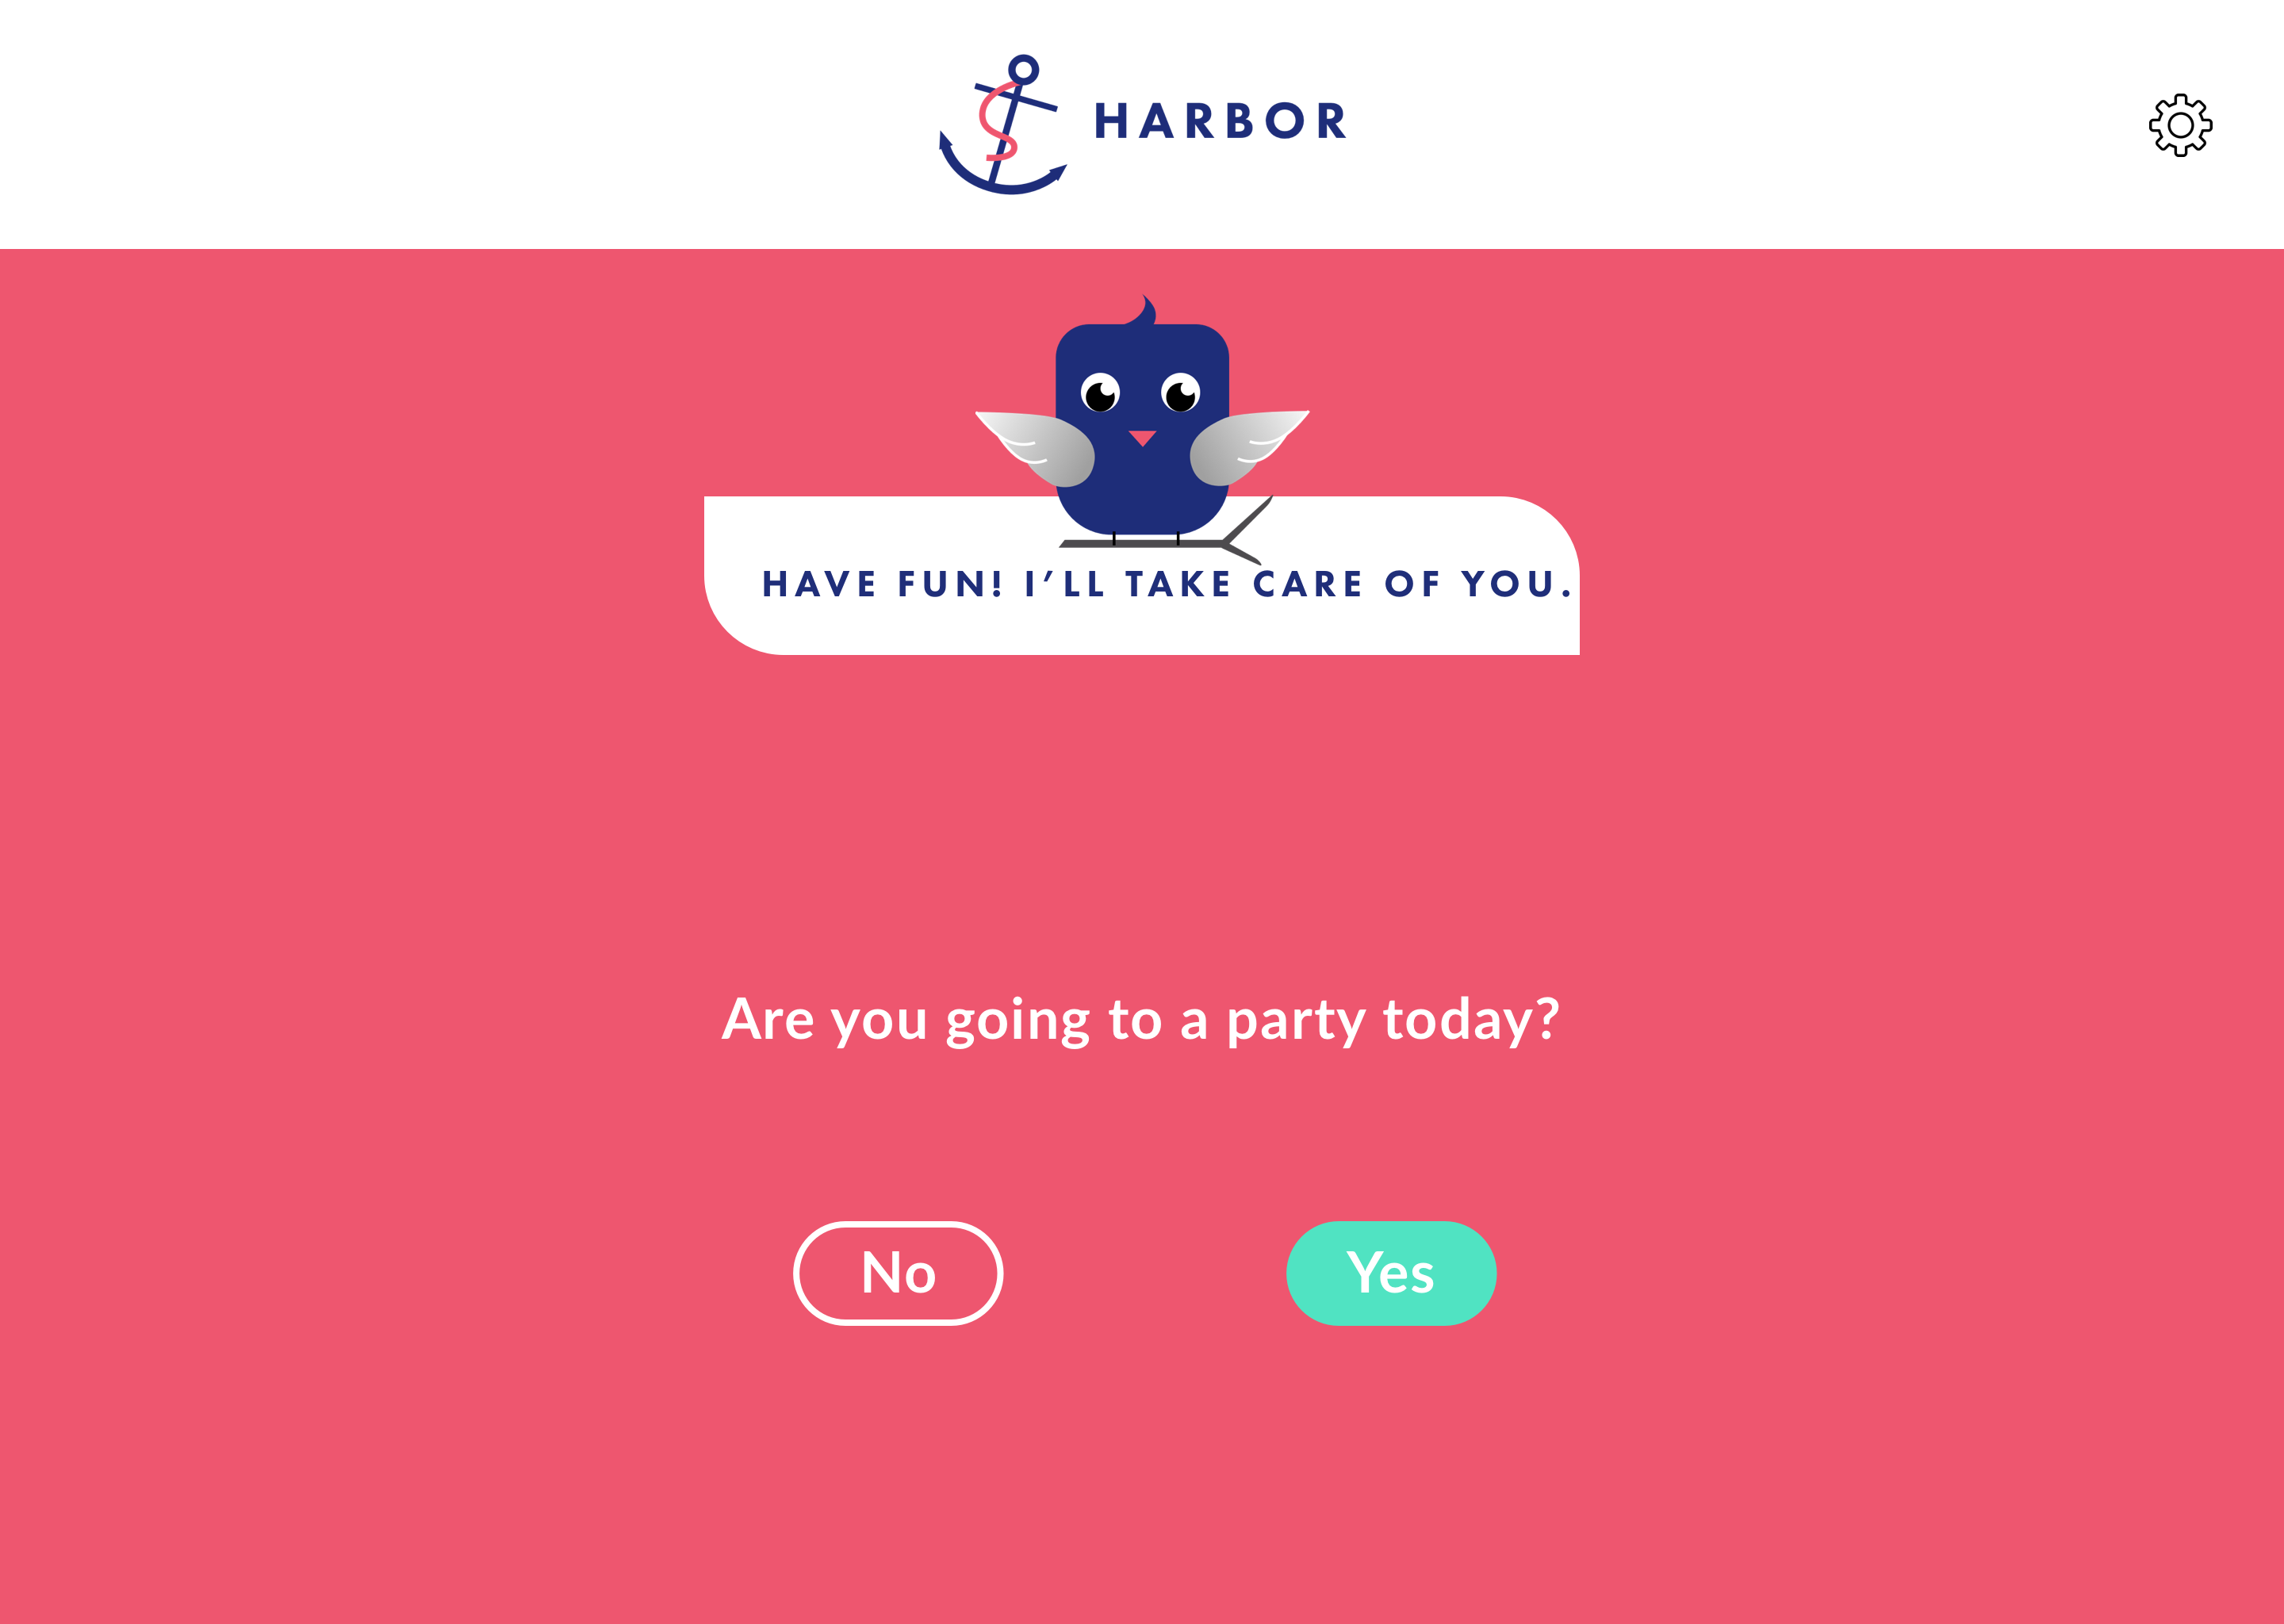 HARBOR
HAVE FUN! I’LL TAKE CARE OF YOU.
Are you going to a party today?
No
Yes